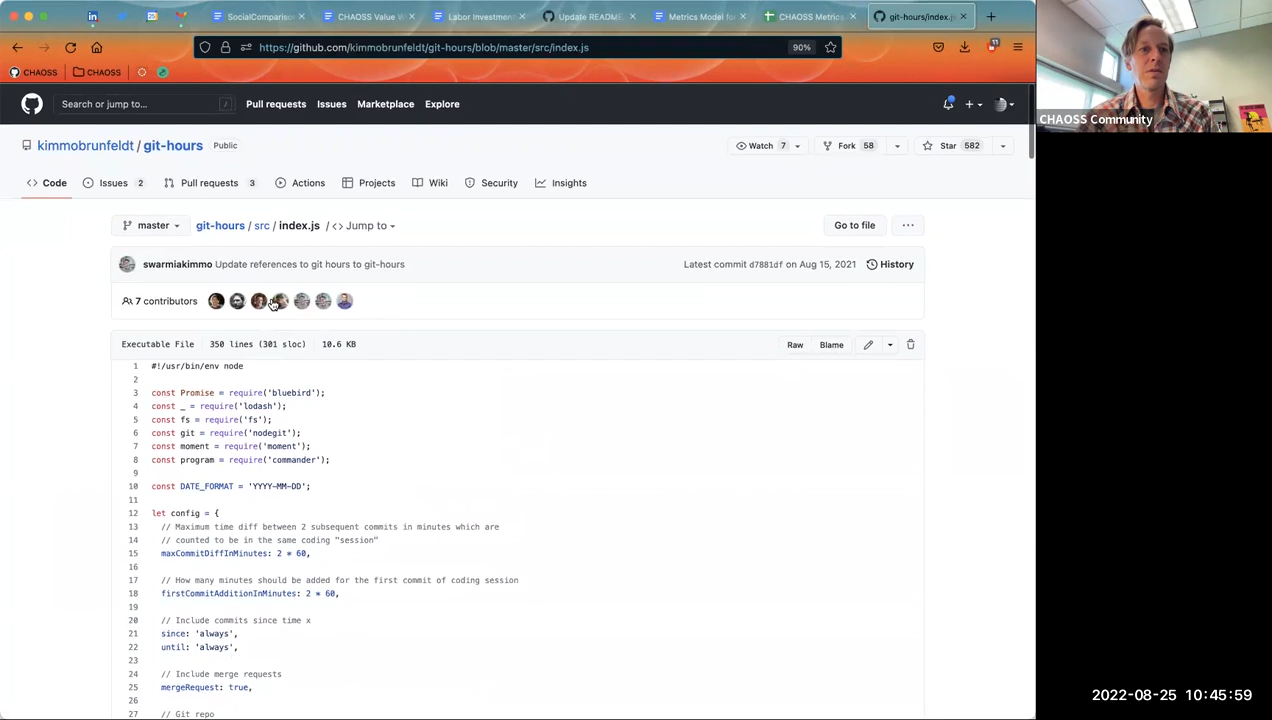 SocialComparison
CHAOSS Value W
Labor Investment
Update README
Metrics Model for
CHAOSS Metrics
git-hours/index.js
https://github.com/kimmobrunfeldt/git-hours/blob/master/src/index.js
90%
11
CHAOSS
CHAOSS
Search or jump to...
/
Pull requests
Issues
Marketplace
Explore
CHAOSS Community
kimmobrunfeldt / git-hours
Public
Watch 7
Fork 58
Star 582
Code
Issues 2
Pull requests 3
Actions
Projects
Wiki
Security
Insights
master
git-hours / src / index.js / <> Jump to
Go to file
...
swarmiakimmo Update references to git hours to git-hours
Latest commit d7881df on Aug 15, 2021
History
7 contributors
Executable File 350 lines (301 sloc) 10.6 KB
Raw
Blame
1 #!/usr/bin/env node
2
3 const Promise = require('bluebird');
4 const _ = require('lodash');
5 const fs = require('fs');
6 const git = require('nodegit');
7 const moment = require('moment');
8 const program = require('commander');
9
10 const DATE_FORMAT = 'YYYY-MM-DD';
11
12 let config = {
13 // Maximum time diff between 2 subsequent commits in minutes which are
14 // counted to be in the same coding "session"
15 maxCommitDiffInMinutes: 2 * 60,
16
17 // How many minutes should be added for the first commit of coding session
18 firstCommitAdditionInMinutes: 2 * 60,
19
20 // Include commits since time x
21 since: 'always',
22 until: 'always',
23
24 // Include merge requests
25 mergeRequest: true,
26
27 // Git repo
2022-08-25 10:45:59